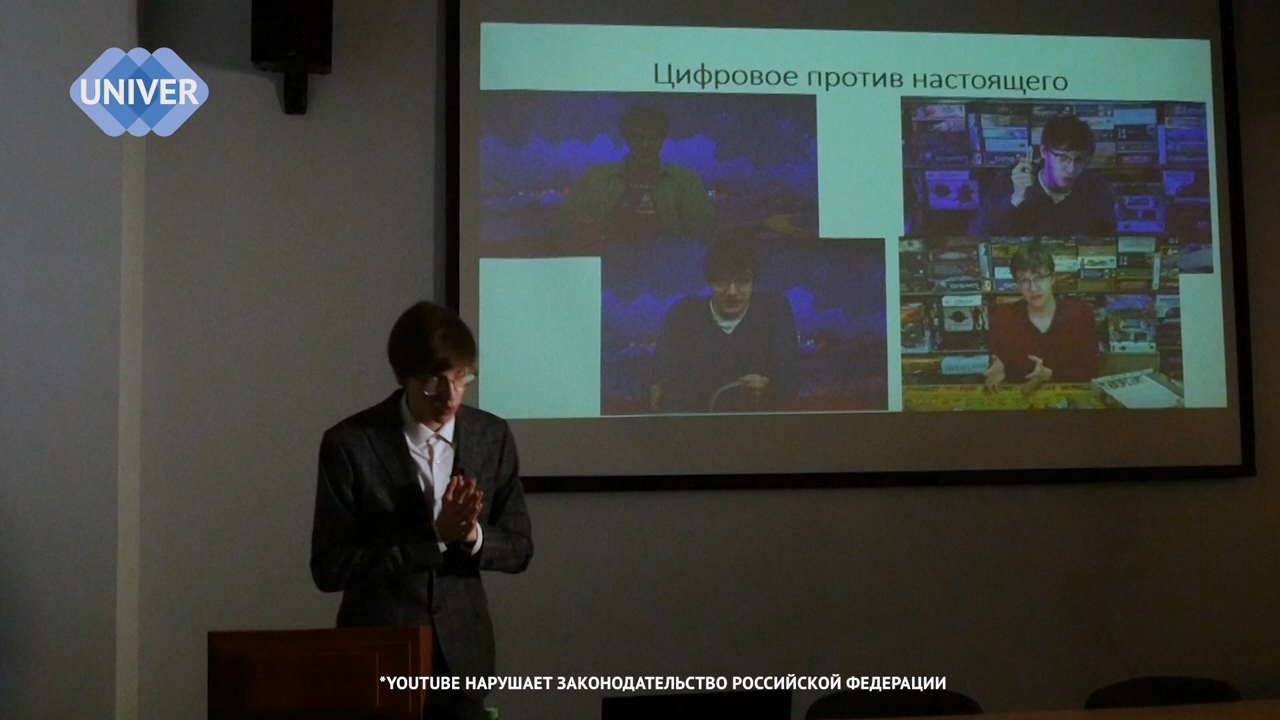 UNIVER
Цифровое против настоящего
*YOUTUBE НАРУШАЕТ ЗАКОНОДАТЕЛЬСТВО РОССИЙСКОЙ ФЕДЕРАЦИИ